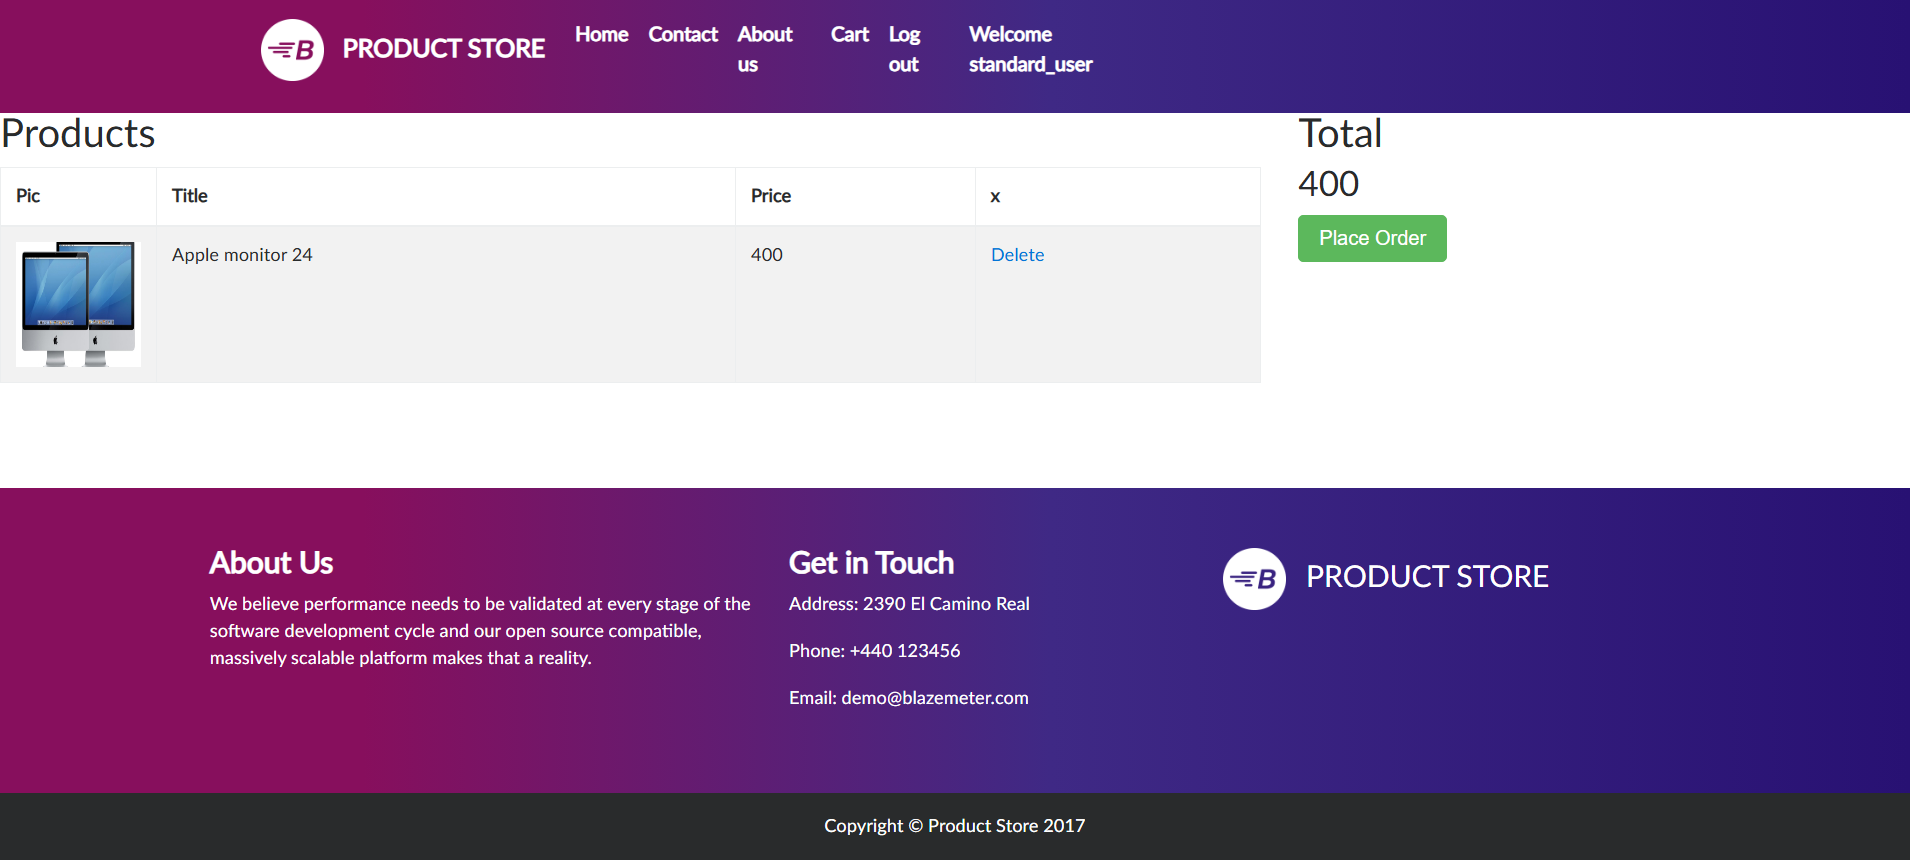 B PRODUCT STORE Home Contact About us Cart Log out Welcome standard_user
Products
Total
400
Place Order
Pic Title Price x
Apple monitor 24 400 Delete
About Us
We believe performance needs to be validated at every stage of the
software development cycle and our open source compatible,
massively scalable platform makes that a reality.
Get in Touch
Address: 2390 El Camino Real
Phone: +440 123456
Email: demo@blazemeter.com
B PRODUCT STORE
Copyright © Product Store 2017